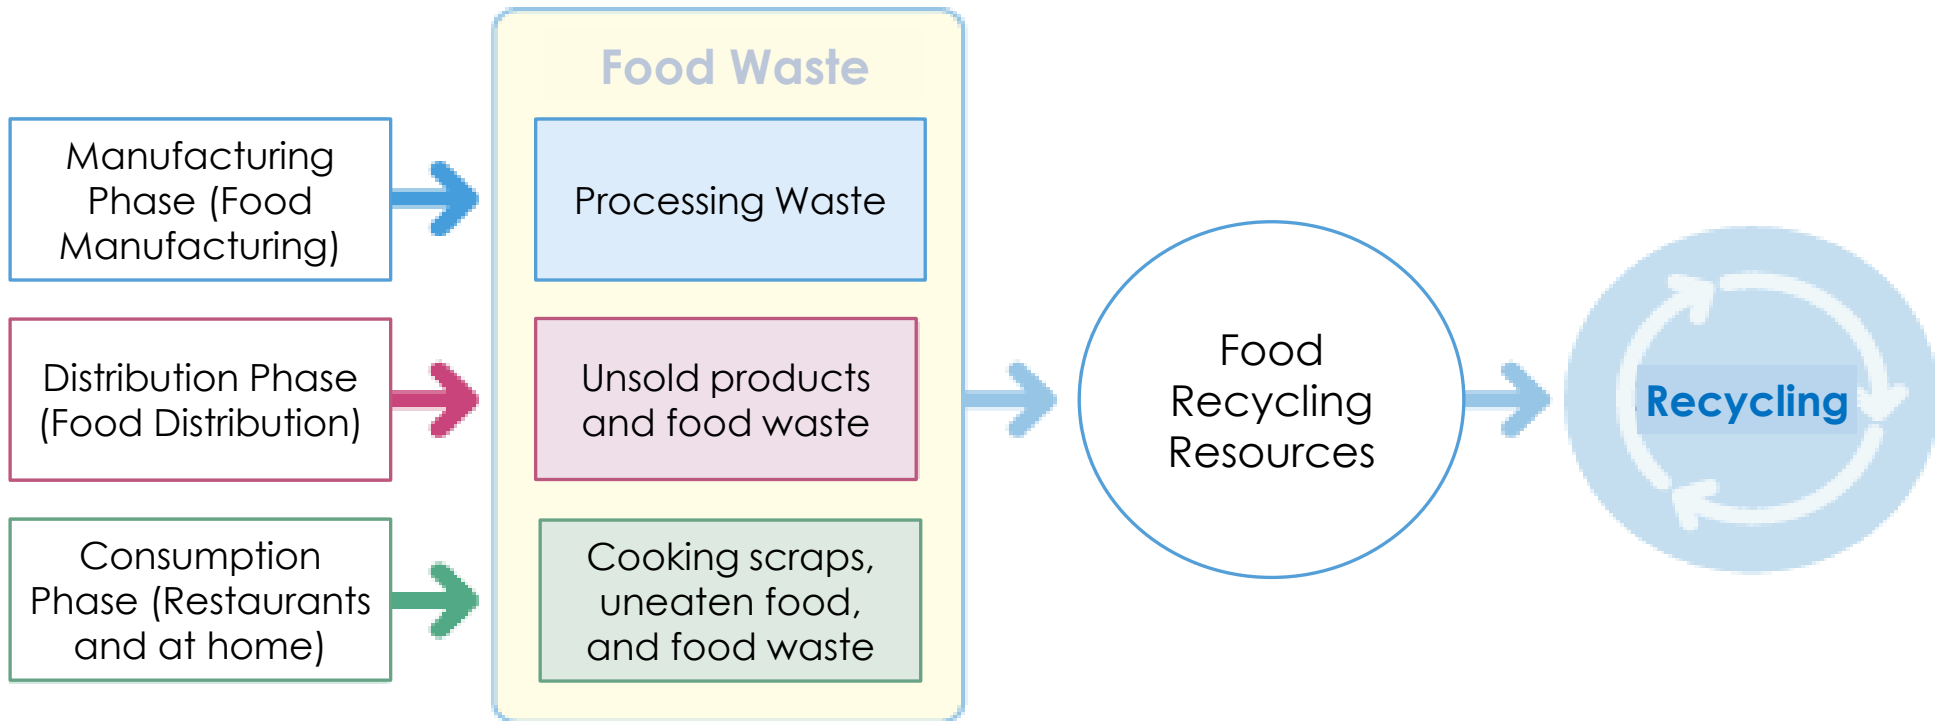 Food Waste
Manufacturing
Phase (Food
Manufacturing)
Processing Waste
Distribution Phase
(Food Distribution)
Unsold products
and food waste
Consumption
Phase (Restaurants
and at home)
Cooking scraps,
uneaten food,
and food waste
Food
Recycling
Resources
Recycling